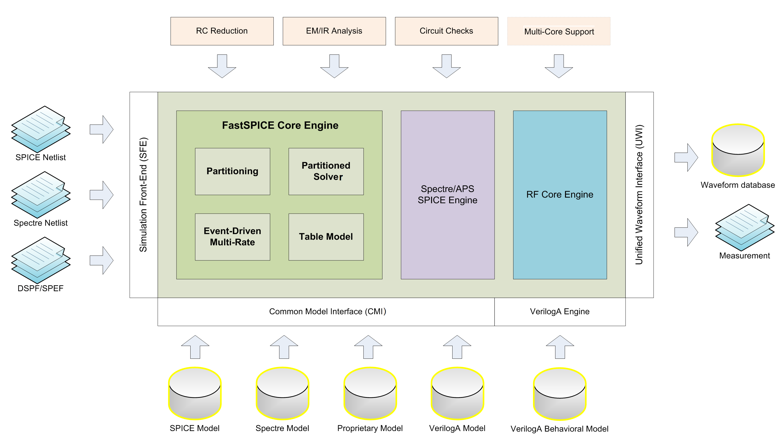 RC Reduction
EM/IR Analysis
Circuit Checks
Multi-Core Support
SPICE Netlist
Spectre Netlist
DSPF/SPEF
Simulation Front-End (SFE)
FastSPICE Core Engine
Partitioning
Partitioned
Solver
Event-Driven
Multi-Rate
Table Model
Spectre/APS
SPICE Engine
RF Core Engine
Unified Waveform Interface (UWI)
Waveform database
Measurement
Common Model Interface (CMI)
VerilogA Engine
SPICE Model
Spectre Model
Proprietary Model
VerilogA Model
VerilogA Behavioral Model